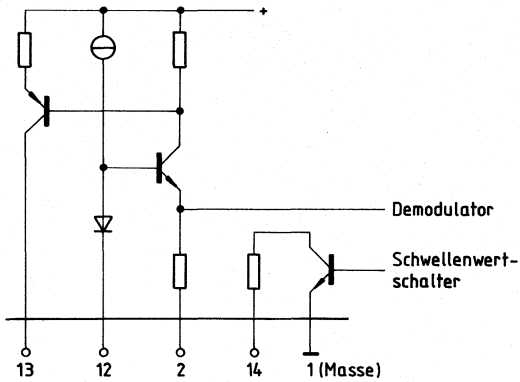 +
Demodulator
Schwellenwert-
schalter
13 12 2 14 1 (Masse)